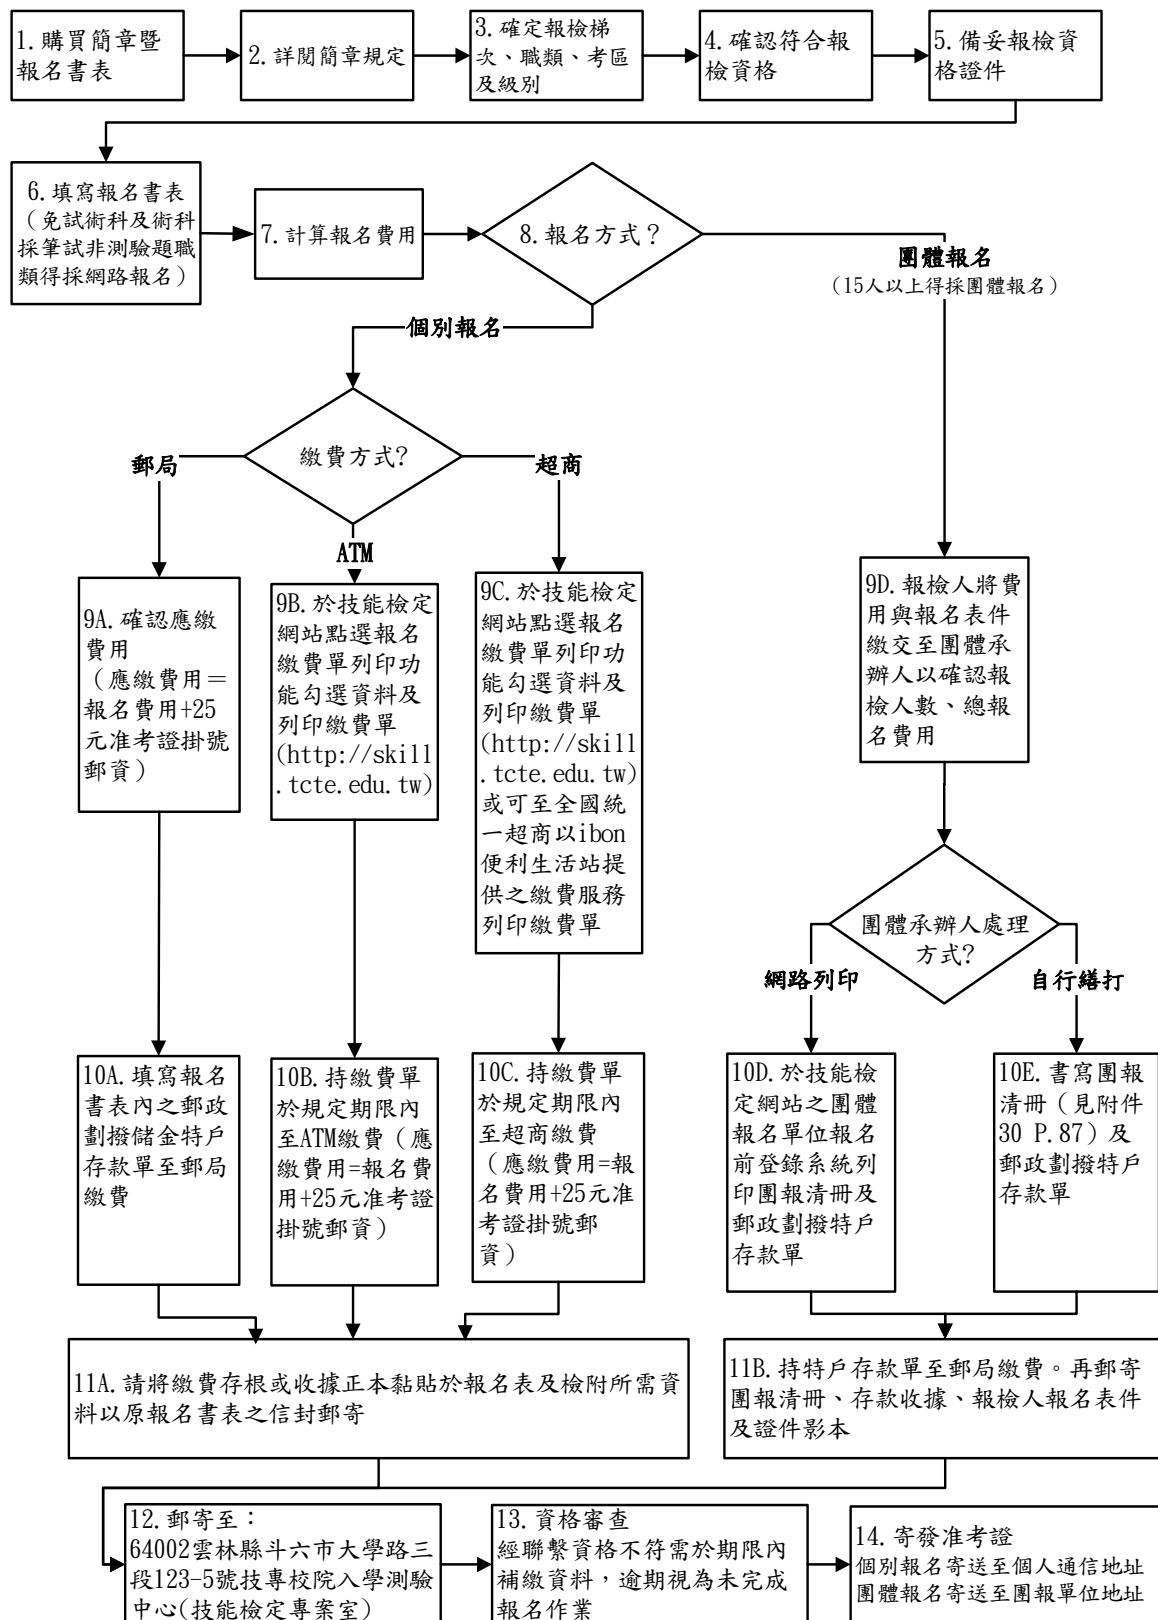 1.購買簡章暨
報名書表
2.詳閱簡章規定
3.確定報檢梯
次、職類、考區
及級別
4.確認符合報
檢資格
5.備妥報檢資
格證件
6.填寫報名書表
（免試術科及術科
採筆試非測驗題職
類得採網路報名）
7.計算報名費用
8.報名方式？
團體報名
（15人以上得採團體報名）
個別報名
繳費方式?
郵局
超商
ATM
9A.確認應繳
費用
（應繳費用＝
報名費用+25
元准考證掛號
郵資）
9B.於技能檢定
網站點選報名
繳費單列印功
能勾選資料及
列印繳費單
(http://skill
.tcte.edu.tw)
9C.於技能檢定
網站點選報名
繳費單列印功
能勾選資料及
列印繳費單
(http://skill
.tcte.edu.tw)
或可至全國統
一超商以ibon
便利生活站提
供之繳費服務
列印繳費單
9D.報檢人將費
用與報名表件
繳交至團體承
辦人以確認報
檢人數、總報
名費用
團體承辦人處理
方式?
網路列印
自行繕打
10A.填寫報名
書表內之郵政
劃撥儲金特戶
存款單至郵局
繳費
10B.持繳費單
於規定期限內
至ATM繳費（應
繳費用=報名費
用+25元准考證
掛號郵資）
10C.持繳費單
於規定期限內
至超商繳費
（應繳費用=報
名費用+25元准
考證掛號郵
資）
10D.於技能檢
定網站之團體
報名單位報名
前登錄系統列
印團報清冊及
郵政劃撥特戶
存款單
10E.書寫團報
清冊（見附件
30 P.87）及
郵政劃撥特戶
存款單
11A.請將繳費存根或收據正本黏貼於報名表及檢附所需資
料以原報名書表之信封郵寄
11B.持特戶存款單至郵局繳費。再郵寄
團報清冊、存款收據、報檢人報名表件
及證件影本
12.郵寄至：
64002雲林縣斗六市大學路三
段123-5號技專校院入學測驗
中心(技能檢定專案室)
13.資格審查
經聯繫資格不符需於期限內
補繳資料，逾期視為未完成
報名作業
14.寄發准考證
個別報名寄送至個人通信地址
團體報名寄送至團報單位地址